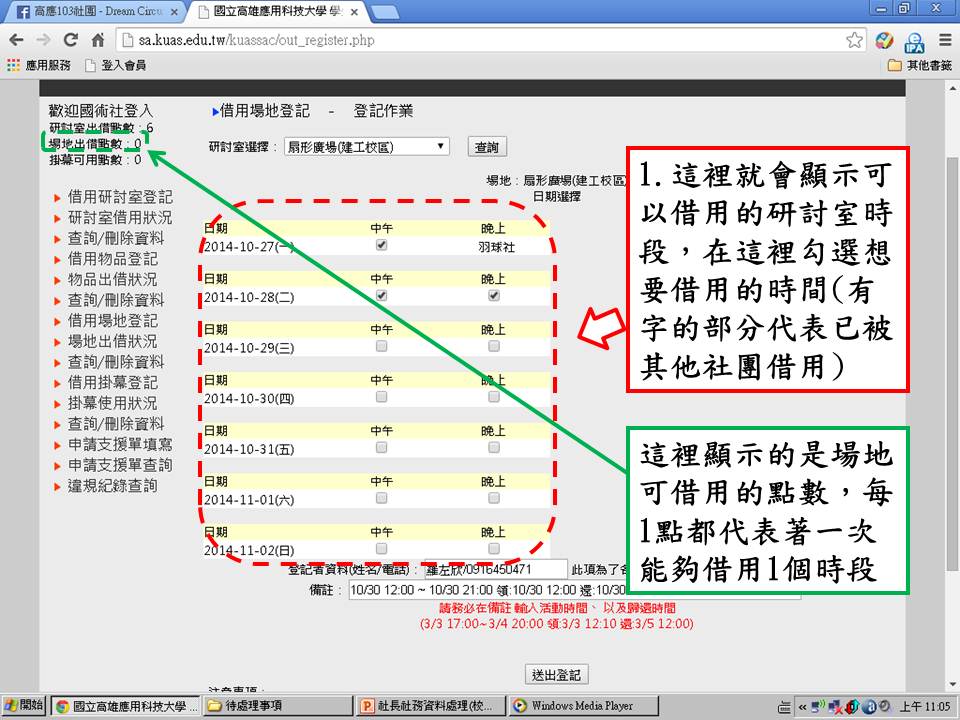 高應103社團 - Dream Circu
國立高雄應用科技大學 學
sa.kuas.edu.tw/kuassac/out_register.php
應用服務
登入會員
其他書籤
歡迎國術社登入
研討室出借點數：6
場地出借點數：0
掛幕可用點數：0
借用研討室登記
研討室借用狀況
查詢/刪除資料
借用物品登記
物品出借狀況
查詢/刪除資料
借用場地登記
場地出借狀況
查詢/刪除資料
借用掛幕登記
掛幕使用狀況
查詢/刪除資料
申請支援單填寫
申請支援單查詢
違規紀錄查詢
借用場地登記 - 登記作業
研討室選擇： 扇形廣場(建工校區) 查詢
場地：扇形廣場(建工校區)
日期選擇
日期 中午 晚上
2014-10-27(一) 羽球社
日期 中午 晚上
2014-10-28(二)
日期 中午 晚上
2014-10-29(三)
日期 中午 晚上
2014-10-30(四)
日期 中午 晚上
2014-10-31(五)
日期 中午 晚上
2014-11-01(六)
日期 中午 晚上
2014-11-02(日)
登記者資料(姓名/電話)： 羅左欣/0916450471 此項為了
備註： 10/30 12:00 ~ 10/30 21:00 領:10/30 12:00 還:10/30
請務必在備註 輸入活動時間、 以及歸還時間
(3/3 17:00~3/4 20:00 領:3/3 12:10 還:3/5 12:00)
送出登記
注意事項：
1.這裡就會顯示可
以借用的研討室時
段，在這裡勾選想
要借用的時間(有
字的部分代表已被
其他社團借用)
這裡顯示的是場地
可借用的點數，每
1點都代表著一次
能夠借用1個時段
開始
國立高雄應用科技大學 ...
待處理事項
社長社務資料處理(校...
Windows Media Player
上午 11:05